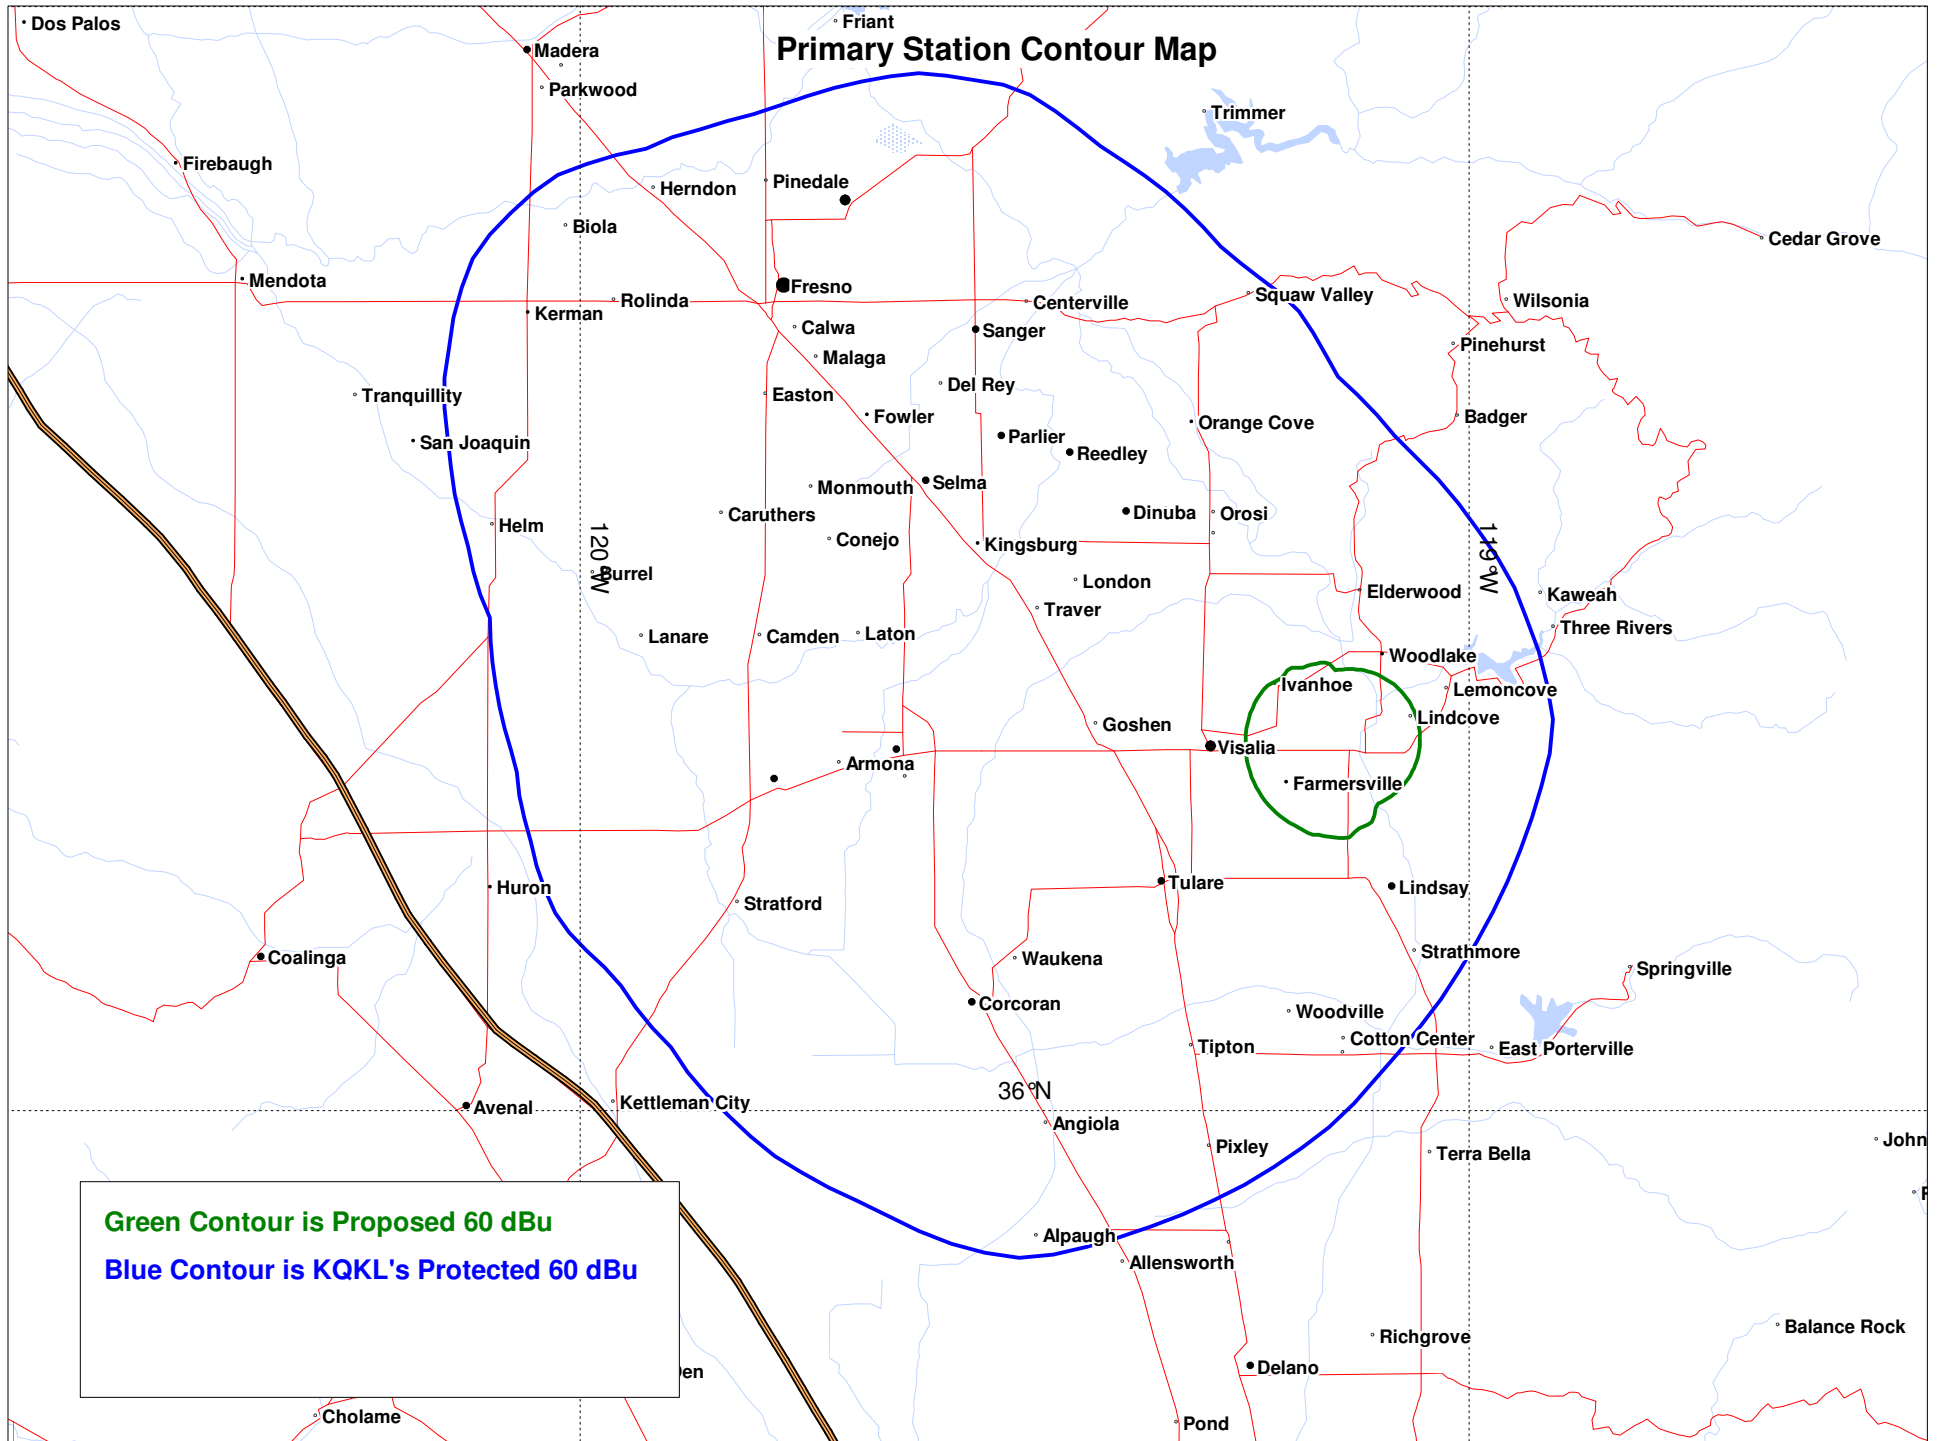 Dos Palos
Friant
Madera
Primary Station Contour Map
Parkwood
Trimmer
Firebaugh
Pinedale
Herndon
Biola
Cedar Grove
Mendota
Fresno
Squaw Valley
Rolinda
Centerville
Wilsonia
Kerman
Calwa
Sanger
Pinehurst
Malaga
Del Rey
Tranquillity
Easton
Fowler
Orange Cove
Badger
San Joaquin
Parlier
Reedley
Monmouth
Selma
Caruthers
Dinuba
Orosi
Helm
Conejo
Kingsburg
120°W
119°W
Burrel
London
Elderwood
Kaweah
Traver
Three Rivers
Lanare
Camden
Laton
Woodlake
Ivanhoe
Lemoncove
Lindcove
Goshen
Visalia
Armona
Farmersville
Tulare
Huron
Lindsay
Stratford
Strathmore
Coalinga
Waukena
Springville
Corcoran
Woodville
Cotton Center
Tipton
East Porterville
36°N
Kettleman City
Avenal
Angiola
John
Pixley
Terra Bella
Green Contour is Proposed 60 dBu
Alpaugh
Allensworth
Blue Contour is KQKL's Protected 60 dBu
Balance Rock
Richgrove
Delano
Cholame
Pond